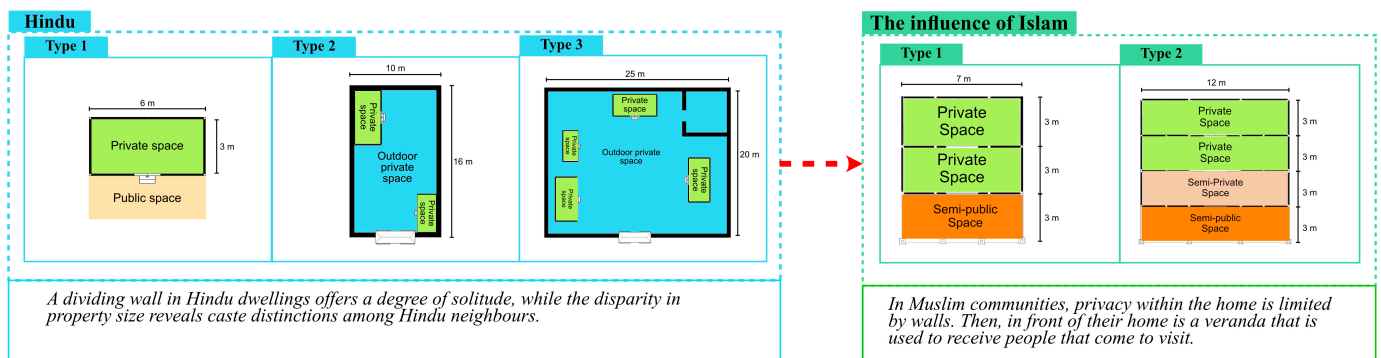 Hindu
Type 1
6 m
Private space
3 m
Public space
Type 2
10 m
Private
space
Outdoor
private
space
Private
space
16 m
Type 3
25 m
Private
space
Private
space
Outdoor private
space
Private
space
Private
space
20 m
A dividing wall in Hindu dwellings offers a degree of solitude, while the disparity in
property size reveals caste distinctions among Hindu neighbours.
The influence of Islam
Type 1
7 m
Private
Space
3 m
Private
Space
3 m
Semi-public
Space
3 m
Type 2
12 m
Private
Space
3 m
Private
Space
3 m
Semi-Private
Space
3 m
Semi-public
Space
3 m
In Muslim communities, privacy within the home is limited
by walls. Then, in front of their home is a veranda that is
used to receive people that come to visit.